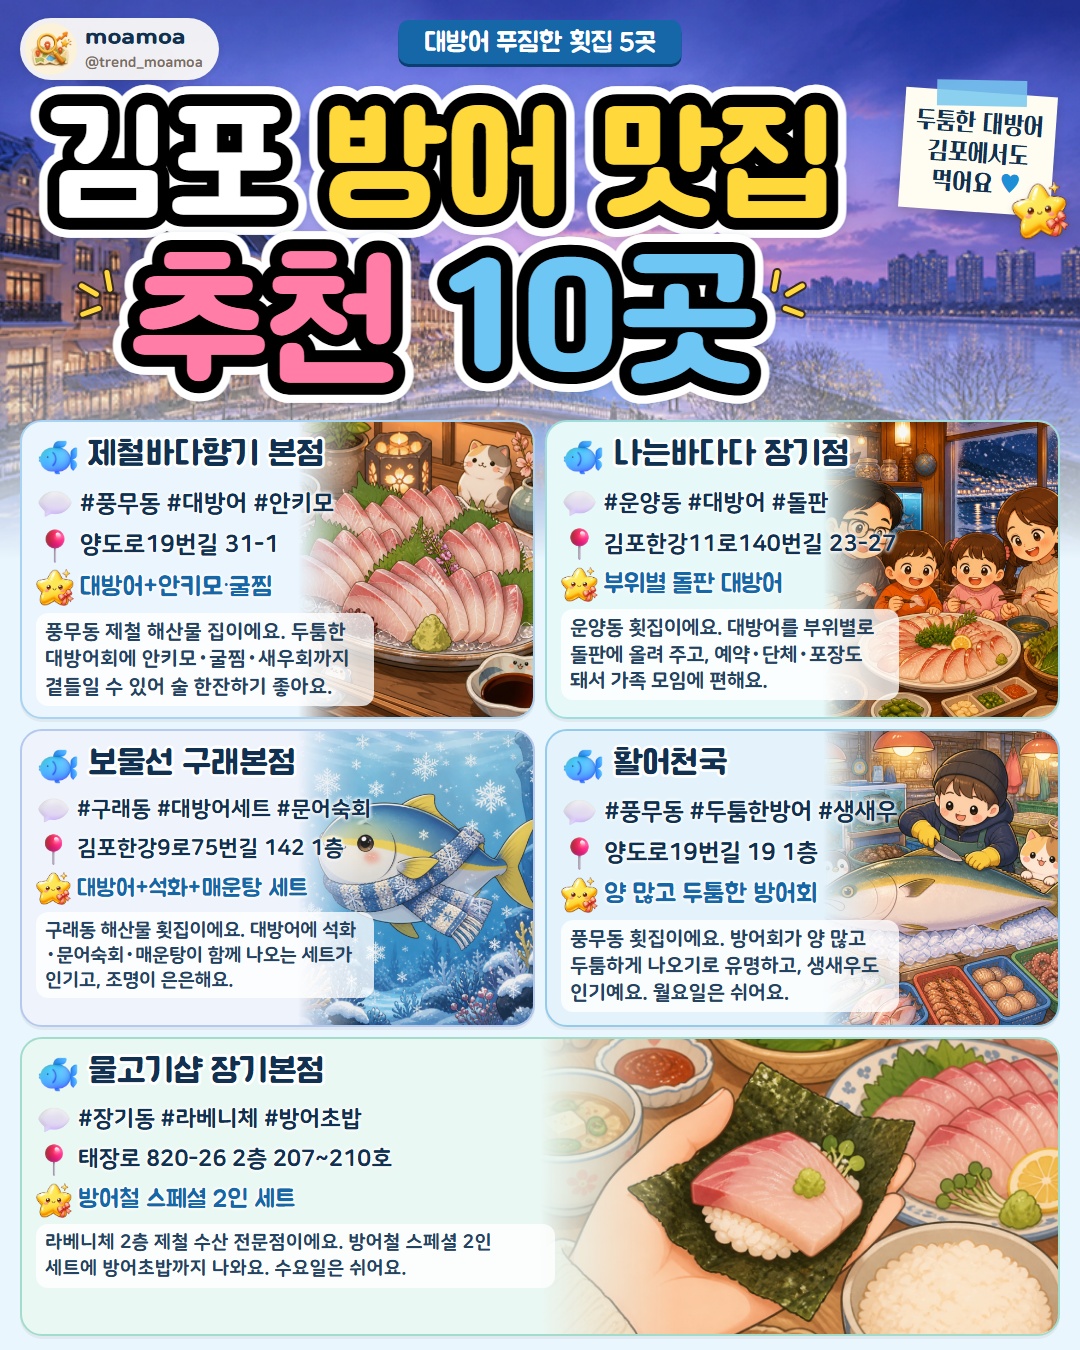 moamoa
@trend_moamoa
대방어 푸짐한 횟집 5곳
김포 방어 맛집
추천 10곳
두툼한 대방어
김포에서도
먹어요
제철바다향기 본점
#풍무동 #대방어 #안키모
양도로19번길 31-1
대방어+안키모·굴찜
풍무동 제철 해산물 집이에요. 두툼한
대방어회에 안키모·굴찜·새우회까지
곁들일 수 있어 술 한잔하기 좋아요.
나는바다다 장기점
#운양동 #대방어 #돌판
김포한강11로140번길 23-27
부위별 돌판 대방어
운양동 횟집이에요. 대방어를 부위별로
돌판에 올려 주고, 예약·단체·포장도
돼서 가족 모임에 편해요.
보물선 구래본점
#구래동 #대방어세트 #문어숙회
김포한강9로75번길 142 1층
대방어+석화+매운탕 세트
구래동 해산물 횟집이에요. 대방어에 석화
·문어숙회·매운탕이 함께 나오는 세트가
인기고, 조명이 은은해요.
활어천국
#풍무동 #두툼한방어 #생새우
양도로19번길 19 1층
양 많고 두툼한 방어회
풍무동 횟집이에요. 방어회가 양 많고
두툼하게 나오기로 유명하고, 생새우도
인기예요. 월요일은 쉬어요.
물고기샵 장기본점
#장기동 #라베니체 #방어초밥
태장로 820-26 2층 207~210호
방어철 스페셜 2인 세트
라베니체 2층 제철 수산 전문점이에요. 방어철 스페셜 2인
세트에 방어초밥까지 나와요. 수요일은 쉬어요.